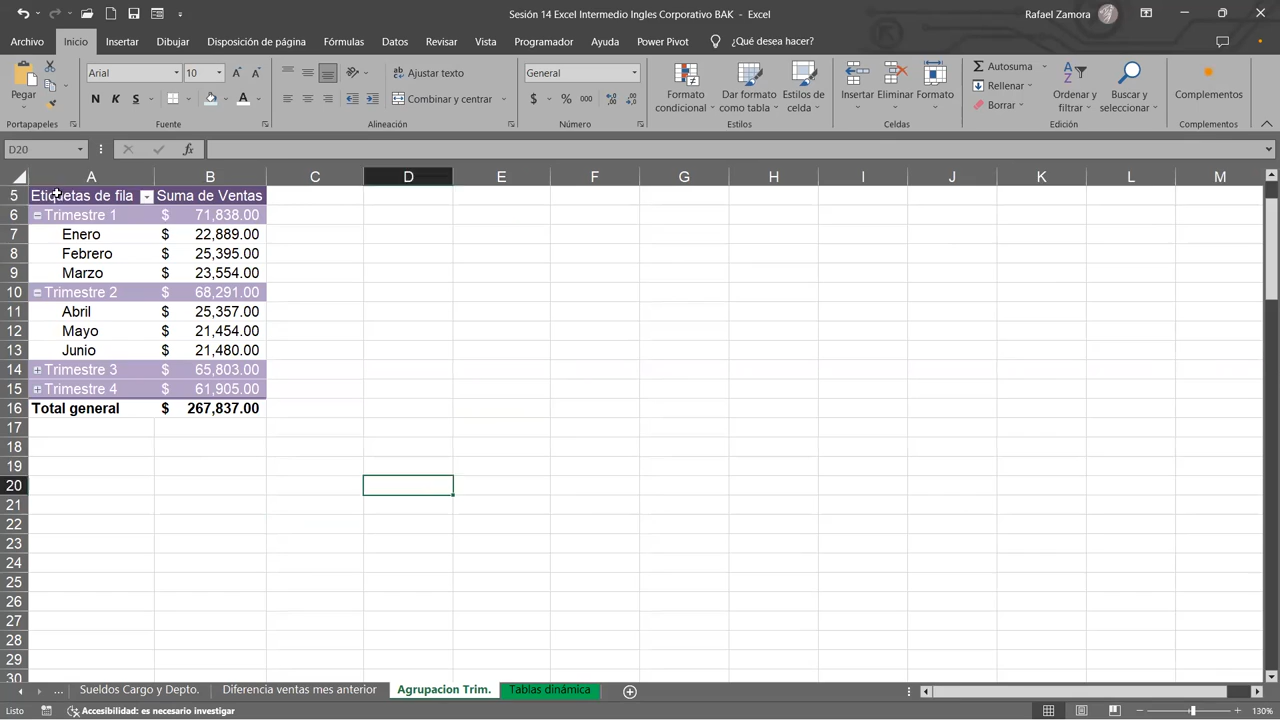 Sesión 14 Excel Intermedio Ingles Corporativo BAK - Excel
Rafael Zamora
Archivo Inicio Insertar Dibujar Disposición de página Fórmulas Datos Revisar Vista Programador Ayuda Power Pivot ¿Qué desea hacer?
Pegar
Arial 10
N K S
Ajustar texto
Combinar y centrar
General
$ % 000
Formato condicional
Dar formato como tabla
Estilos de celda
Insertar Eliminar Formato
Autosuma
Rellenar
Borrar
Ordenar y filtrar
Buscar y seleccionar
Complementos
Portapapeles Fuente Alineación Número Estilos Celdas Edición Complementos
D20 fx
A B C D E F G H I J K L M
5 Etiquetas de fila Suma de Ventas
6 Trimestre 1 $ 71,838.00
7 Enero $ 22,889.00
8 Febrero $ 25,395.00
9 Marzo $ 23,554.00
10 Trimestre 2 $ 68,291.00
11 Abril $ 25,357.00
12 Mayo $ 21,454.00
13 Junio $ 21,480.00
14 Trimestre 3 $ 65,803.00
15 Trimestre 4 $ 61,905.00
16 Total general $ 267,837.00
17
18
19
20
21
22
23
24
25
26
27
28
29
30
... Sueldos Cargo y Depto. Diferencia ventas mes anterior Agrupacion Trim. Tablas dinámica
Listo Accesibilidad: es necesario investigar 130%